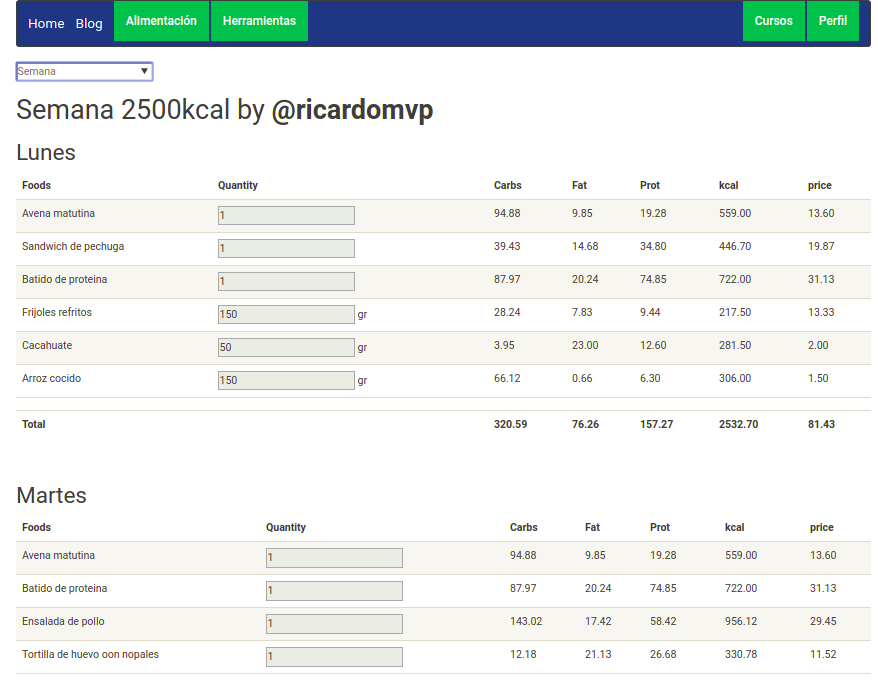 Home Blog Alimentación Herramientas Cursos Perfil
Semana
Semana 2500kcal by @ricardomvp
Lunes
Foods Quantity Carbs Fat Prot kcal price
Avena matutina 1 94.88 9.85 19.28 559.00 13.60
Sandwich de pechuga 1 39.43 14.68 34.80 446.70 19.87
Batido de proteina 1 87.97 20.24 74.85 722.00 31.13
Frijoles refritos 150 gr 28.24 7.83 9.44 217.50 13.33
Cacahuate 50 gr 3.95 23.00 12.60 281.50 2.00
Arroz cocido 150 gr 66.12 0.66 6.30 306.00 1.50
Total 320.59 76.26 157.27 2532.70 81.43
Martes
Foods Quantity Carbs Fat Prot kcal price
Avena matutina 1 94.88 9.85 19.28 559.00 13.60
Batido de proteina 1 87.97 20.24 74.85 722.00 31.13
Ensalada de pollo 1 143.02 17.42 58.42 956.12 29.45
Tortilla de huevo oon nopales 1 12.18 21.13 26.68 330.78 11.52